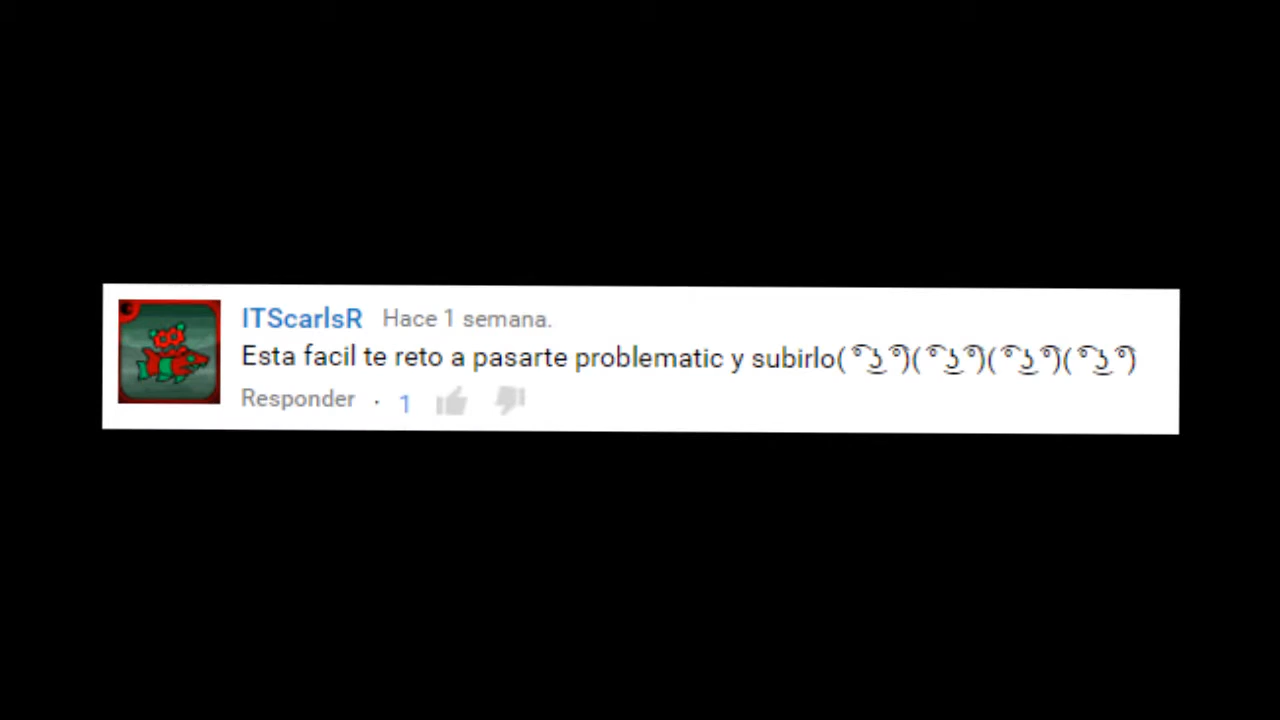 ITScarlsR Hace 1 semana.
Esta facil te reto a pasarte problematic y subirlo( ͡° ͜ʖ ͡°)( ͡° ͜ʖ ͡°)( ͡° ͜ʖ ͡°)( ͡° ͜ʖ ͡°)
Responder · 1